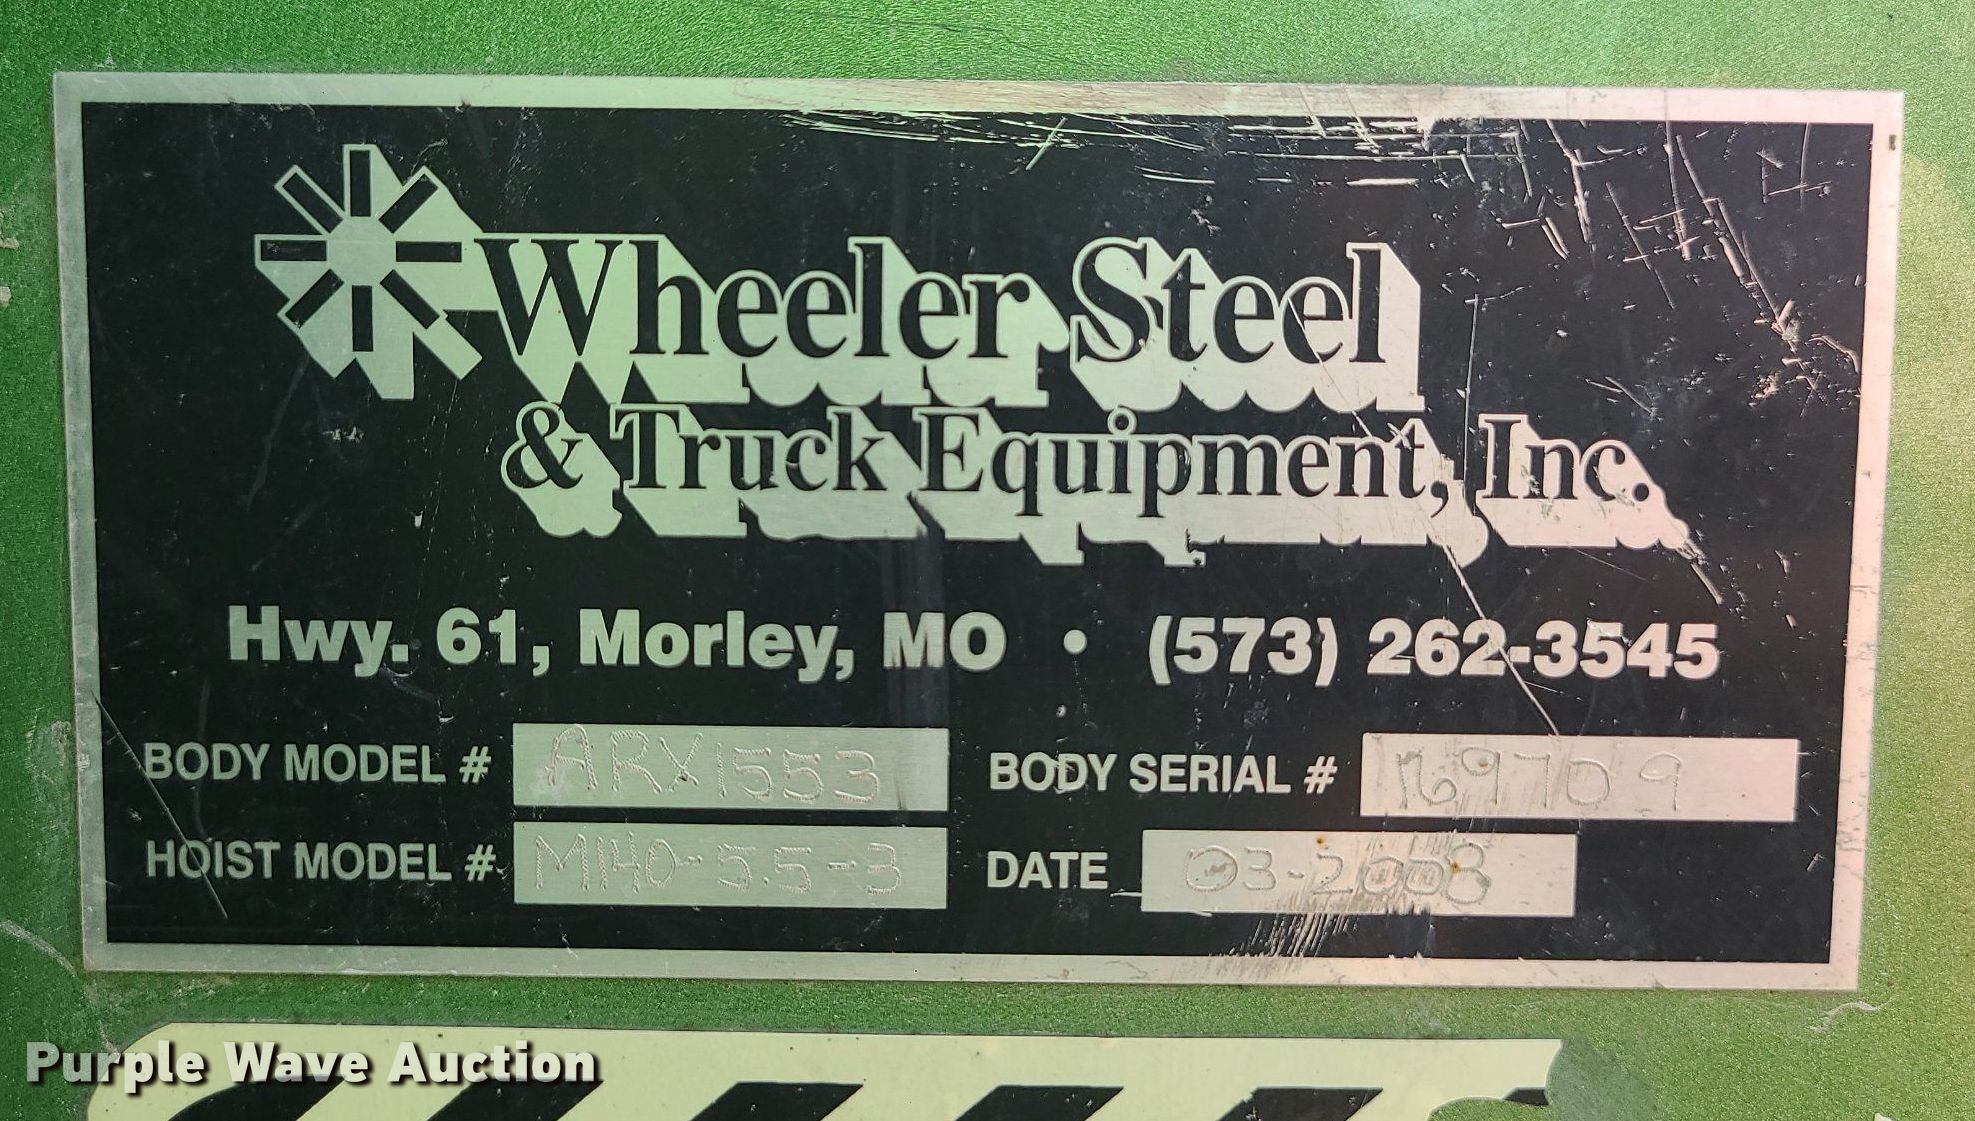 Wheeler Steel
& Truck Equipment, Inc.
Hwy. 61, Morley, MO • (573) 262-3545
BODY MODEL # ARX1553 BODY SERIAL # 169709
HOIST MODEL # M140-5.5-3 DATE 03-2008
Purple Wave Auction